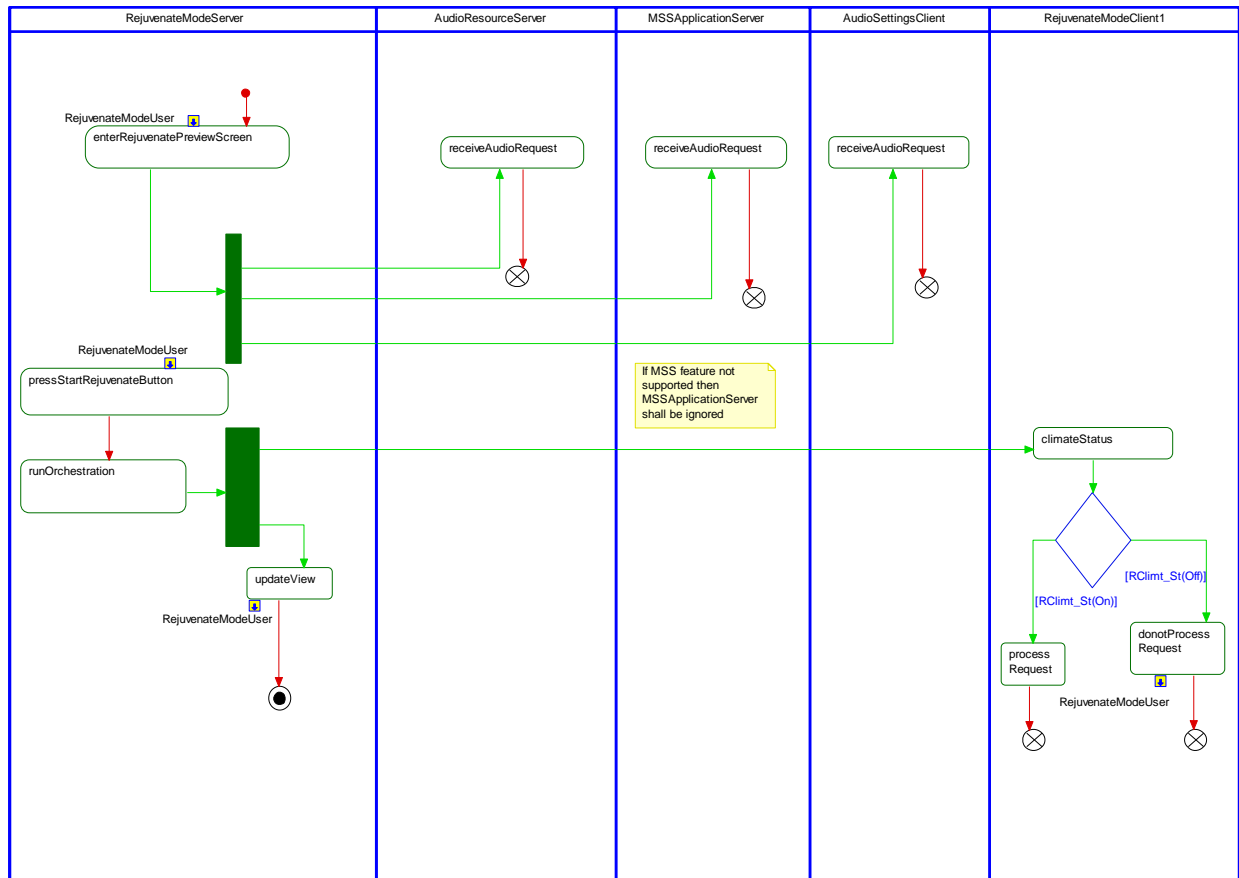 RejuvenateModeServer
AudioResourceServer
MSSApplicationServer
AudioSettingsClient
RejuvenateModeClient1
RejuvenateModeUser
enterRejuvenatePreviewScreen
receiveAudioRequest
receiveAudioRequest
receiveAudioRequest
RejuvenateModeUser
pressStartRejuvenateButton
If MSS feature not
supported then
MSSApplicationServer
shall be ignored
climateStatus
runOrchestration
updateView
RejuvenateModeUser
[RClimt_St(Off)]
[RClimt_St(On)]
donotProcess
Request
process
Request
RejuvenateModeUser